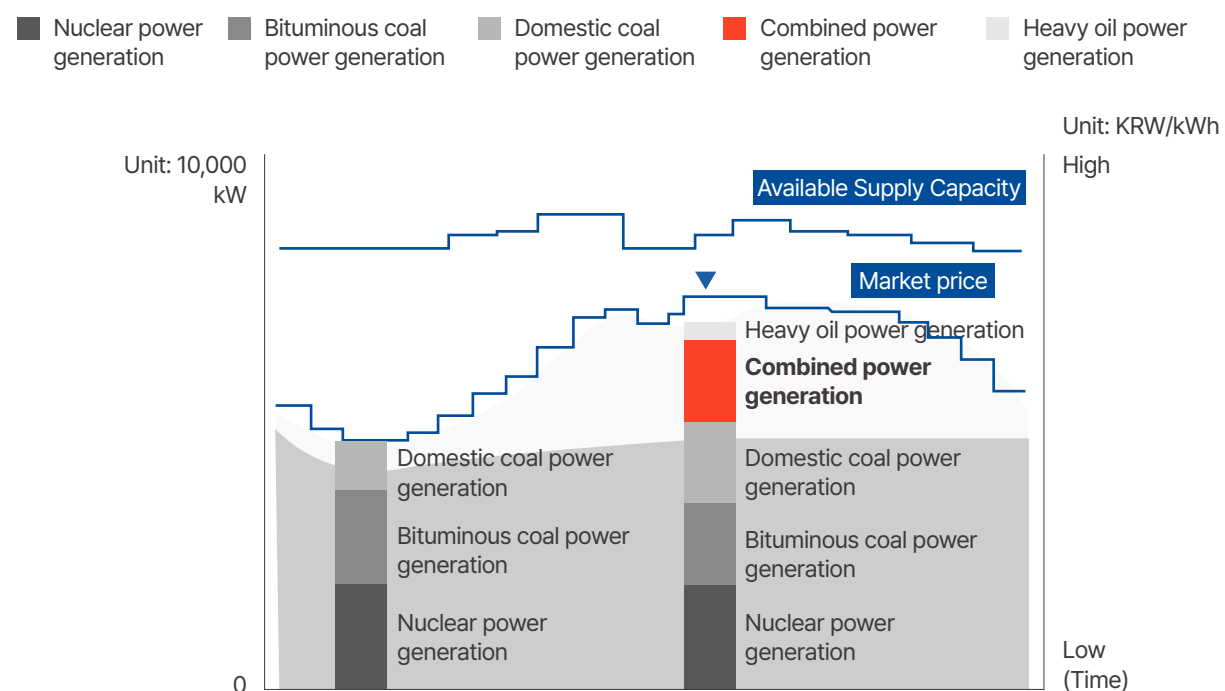 Nuclear power
generation
Bituminous coal
power generation
Domestic coal
power generation
Combined power
generation
Heavy oil power
generation
Unit: KRW/kWh
Unit: 10,000
kW
High
Available Supply Capacity
Market price
Heavy oil power generation
Combined power
generation
Domestic coal power
generation
Domestic coal power
generation
Bituminous coal power
generation
Bituminous coal power
generation
Nuclear power
generation
Nuclear power
generation
Low
(Time)
0